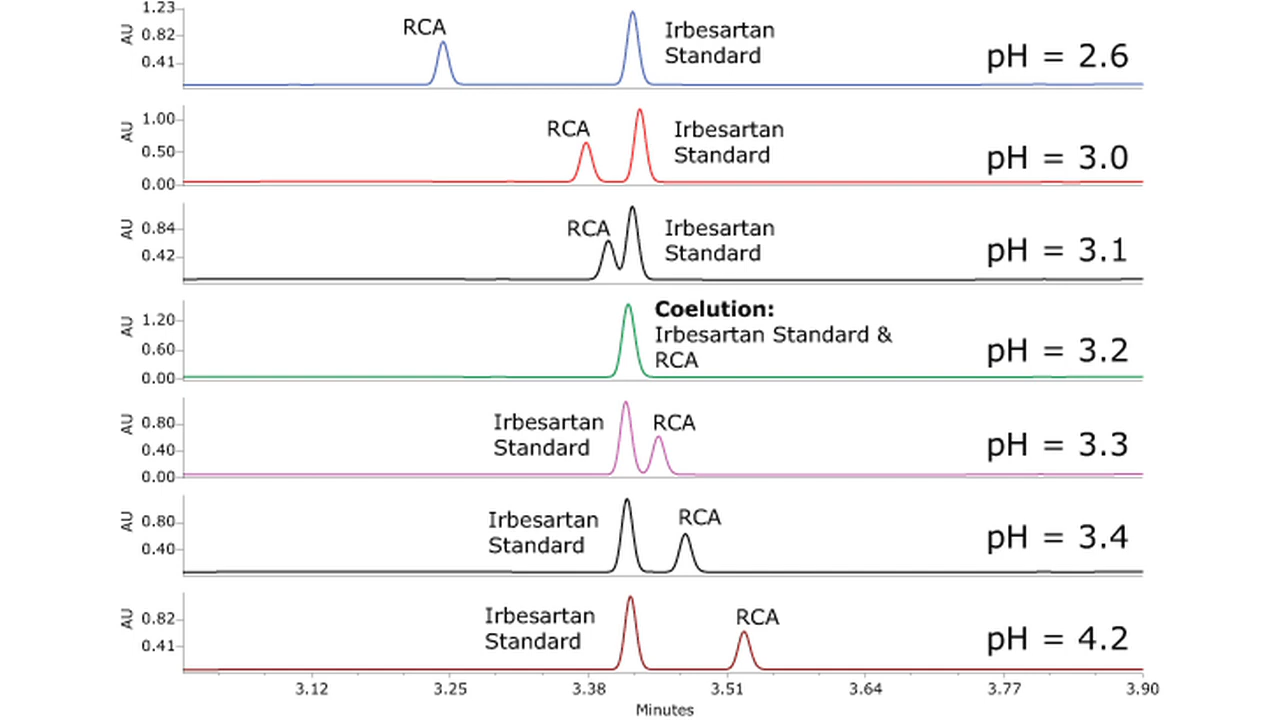 1.23
0.82
0.41
AU
RCA
Irbesartan
Standard
pH = 2.6
1.00
0.50
0.00
AU
RCA
Irbesartan
Standard
pH = 3.0
0.84
0.42
AU
RCA
Irbesartan
Standard
pH = 3.1
1.20
0.60
0.00
AU
Coelution:
Irbesartan Standard &
RCA
pH = 3.2
0.80
0.40
0.00
AU
Irbesartan
Standard
RCA
pH = 3.3
0.80
0.40
AU
Irbesartan
Standard
RCA
pH = 3.4
0.82
0.41
AU
Irbesartan
Standard
RCA
pH = 4.2
3.12 3.25 3.38 3.51 3.64 3.77 3.90
Minutes